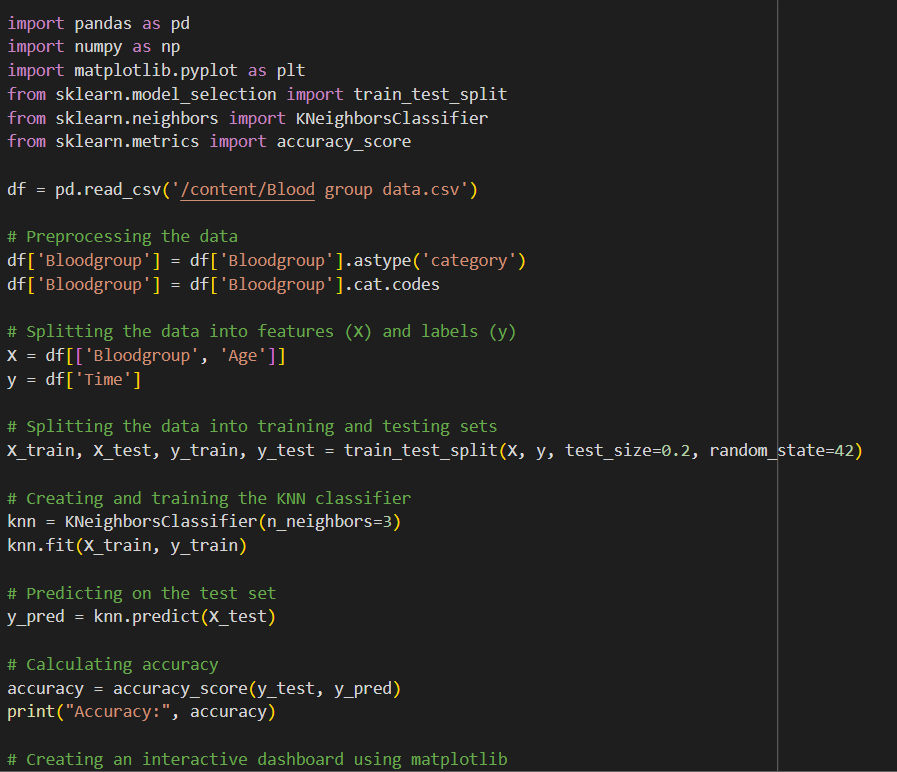 import pandas as pd
import numpy as np
import matplotlib.pyplot as plt
from sklearn.model_selection import train_test_split
from sklearn.neighbors import KNeighborsClassifier
from sklearn.metrics import accuracy_score

df = pd.read_csv('/content/Blood group data.csv')

# Preprocessing the data
df['Bloodgroup'] = df['Bloodgroup'].astype('category')
df['Bloodgroup'] = df['Bloodgroup'].cat.codes

# Splitting the data into features (X) and labels (y)
X = df[['Bloodgroup', 'Age']]
y = df['Time']

# Splitting the data into training and testing sets
X_train, X_test, y_train, y_test = train_test_split(X, y, test_size=0.2, random_state=42)

# Creating and training the KNN classifier
knn = KNeighborsClassifier(n_neighbors=3)
knn.fit(X_train, y_train)

# Predicting on the test set
y_pred = knn.predict(X_test)

# Calculating accuracy
accuracy = accuracy_score(y_test, y_pred)
print("Accuracy:", accuracy)

# Creating an interactive dashboard using matplotlib